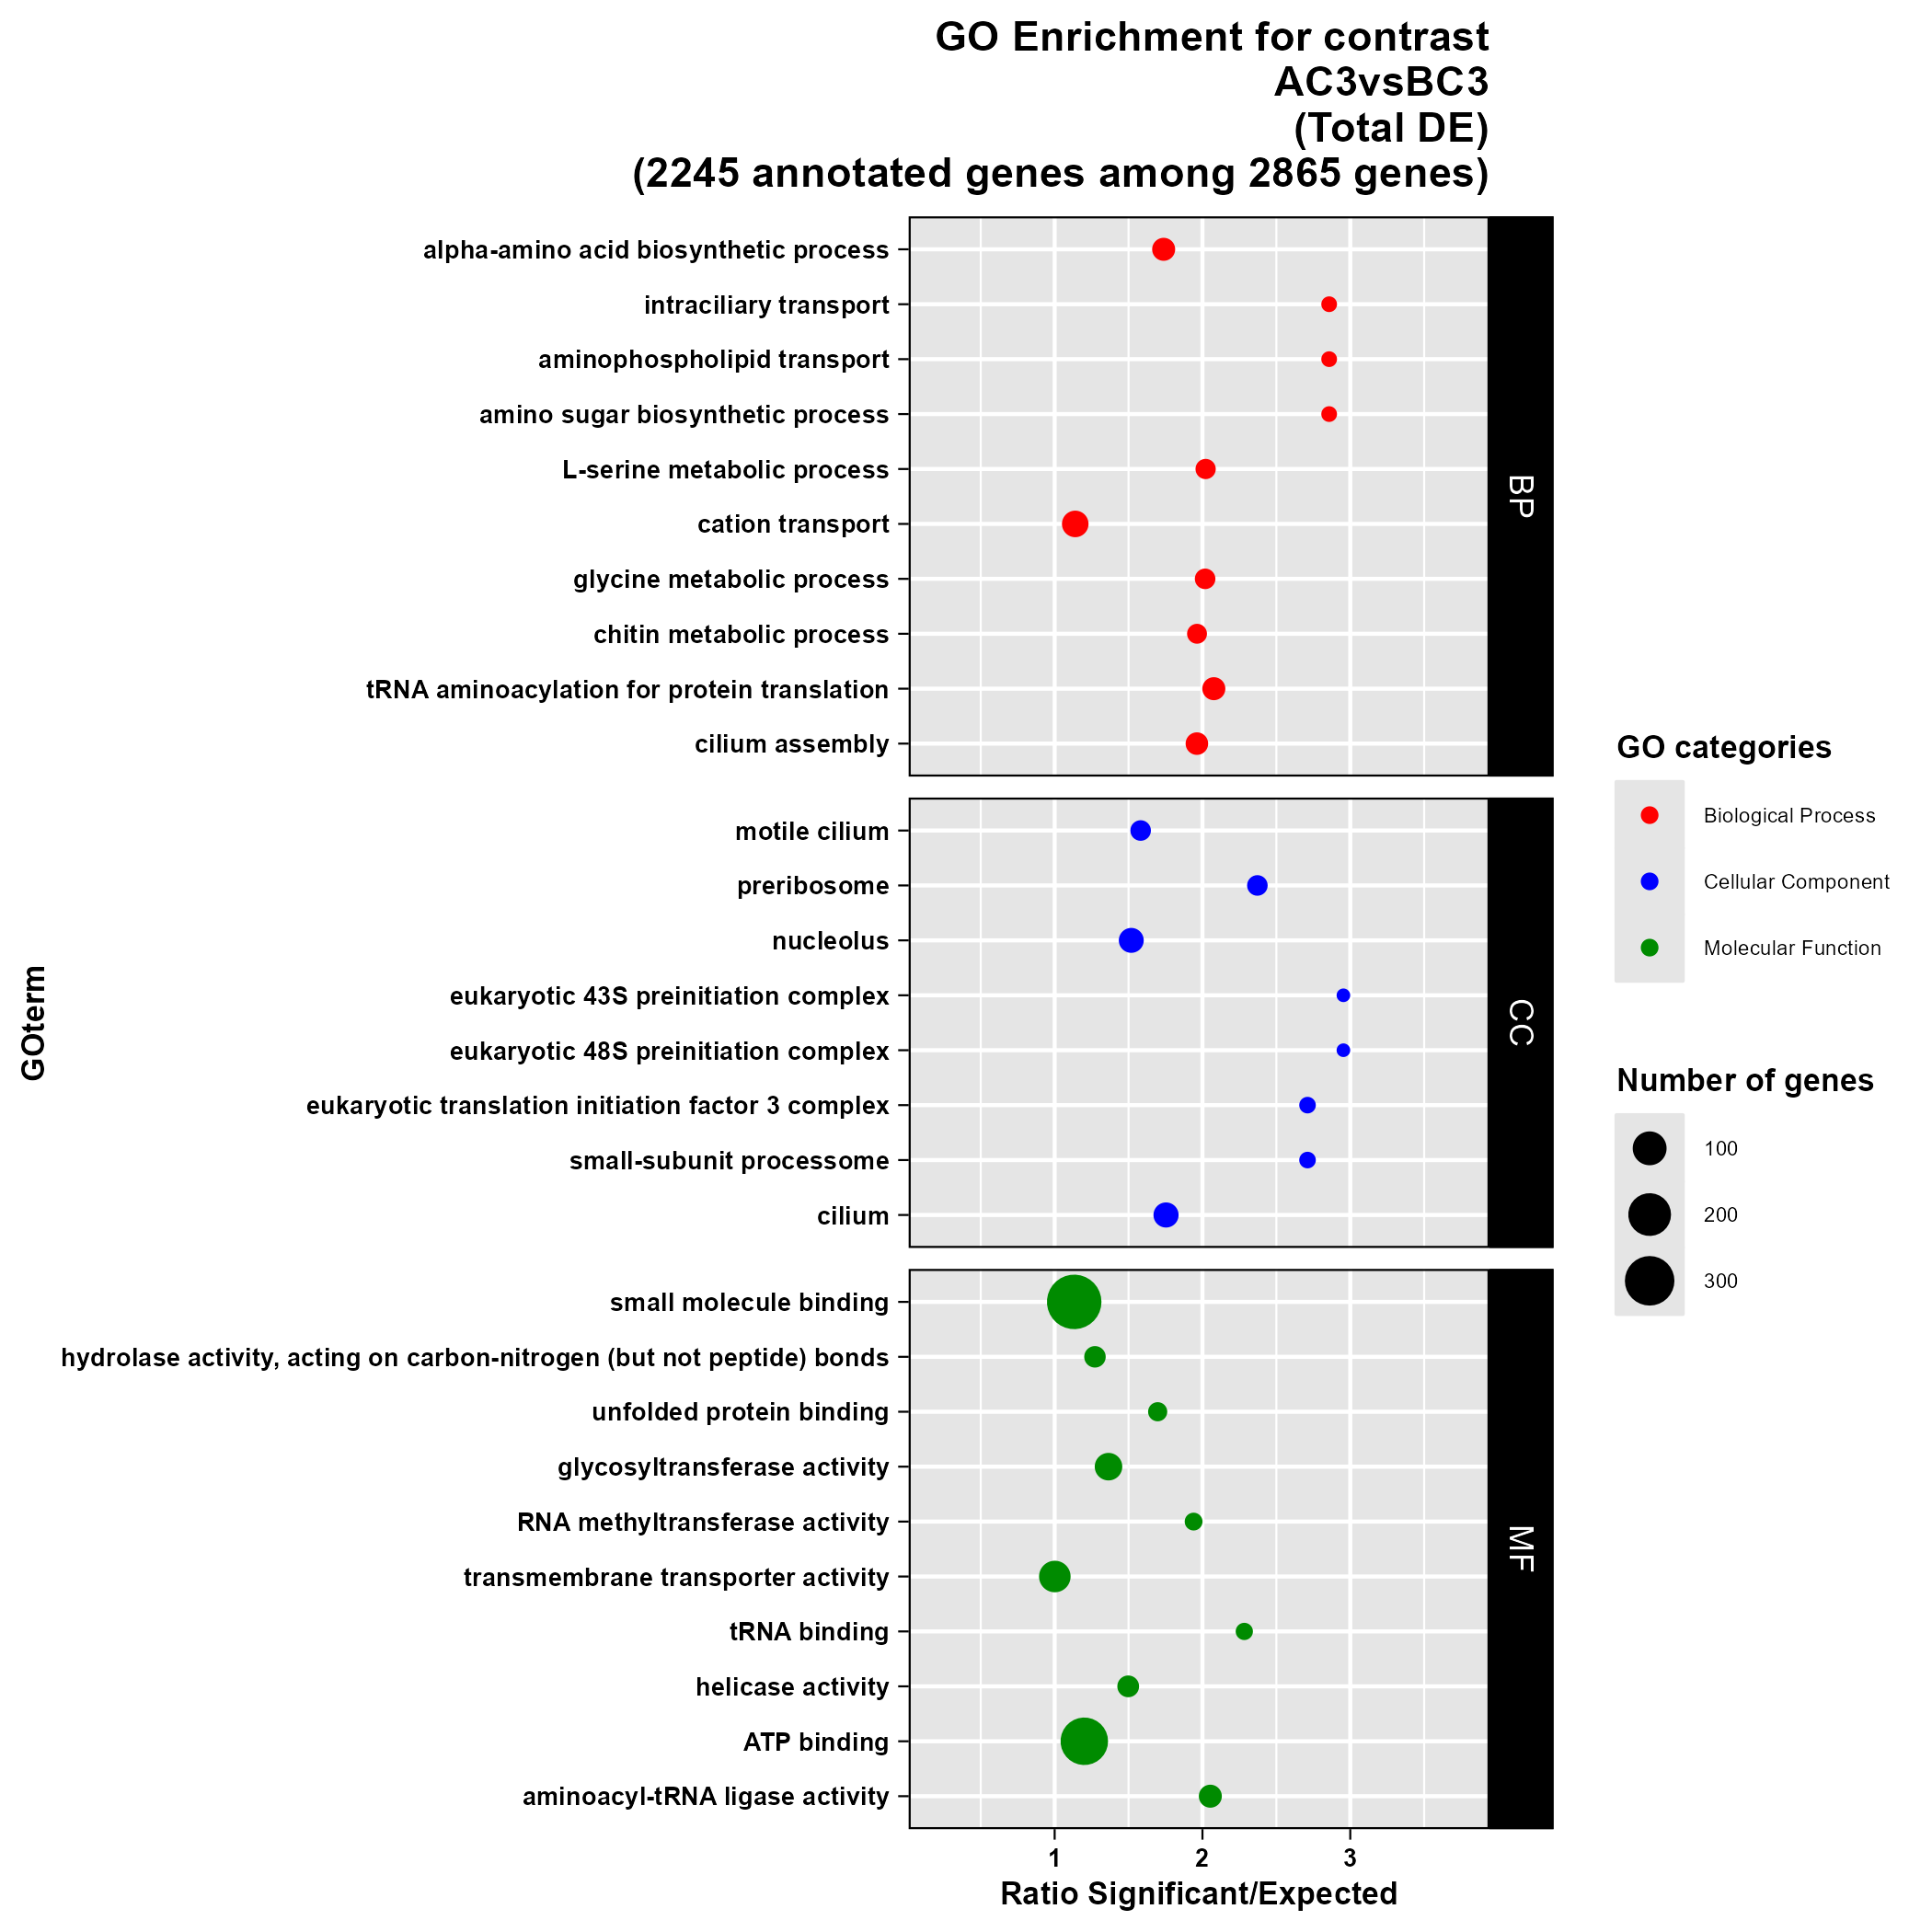 GO Enrichment for contrast
AC3vsBC3
(Total DE)
(2245 annotated genes among 2865 genes)
alpha-amino acid biosynthetic process
intraciliary transport
aminophospholipid transport
amino sugar biosynthetic process
L-serine metabolic process
cation transport
glycine metabolic process
chitin metabolic process
tRNA aminoacylation for protein translation
cilium assembly
BP
motile cilium
preribosome
nucleolus
eukaryotic 43S preinitiation complex
eukaryotic 48S preinitiation complex
eukaryotic translation initiation factor 3 complex
small-subunit processome
cilium
CC
small molecule binding
hydrolase activity, acting on carbon-nitrogen (but not peptide) bonds
unfolded protein binding
glycosyltransferase activity
RNA methyltransferase activity
transmembrane transporter activity
tRNA binding
helicase activity
ATP binding
aminoacyl-tRNA ligase activity
MF
1 2 3
Ratio Significant/Expected
GOterm
GO categories
Biological Process
Cellular Component
Molecular Function
Number of genes
100
200
300